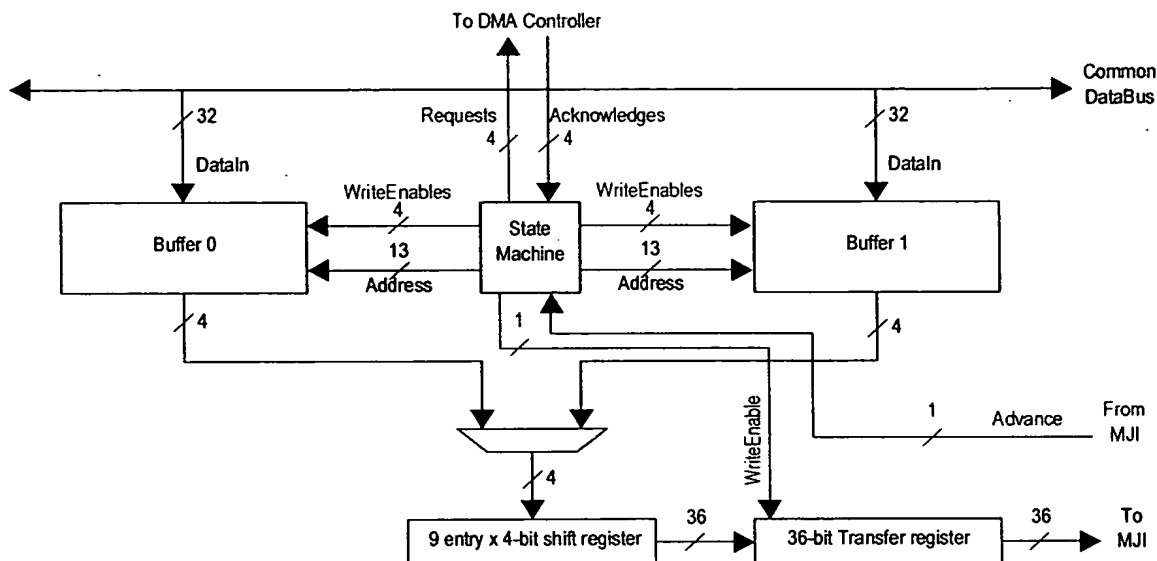 To DMA Controller
Common
DataBus
32
Requests
4
Acknowledges
4
32
DataIn
DataIn
WriteEnables
4
State
Machine
WriteEnables
4
Buffer 0
Buffer 1
13
Address
13
Address
4
1
4
WriteEnable
1
Advance
From
MJI
4
9 entry x 4-bit shift register
36
36-bit Transfer register
36
To
MJI